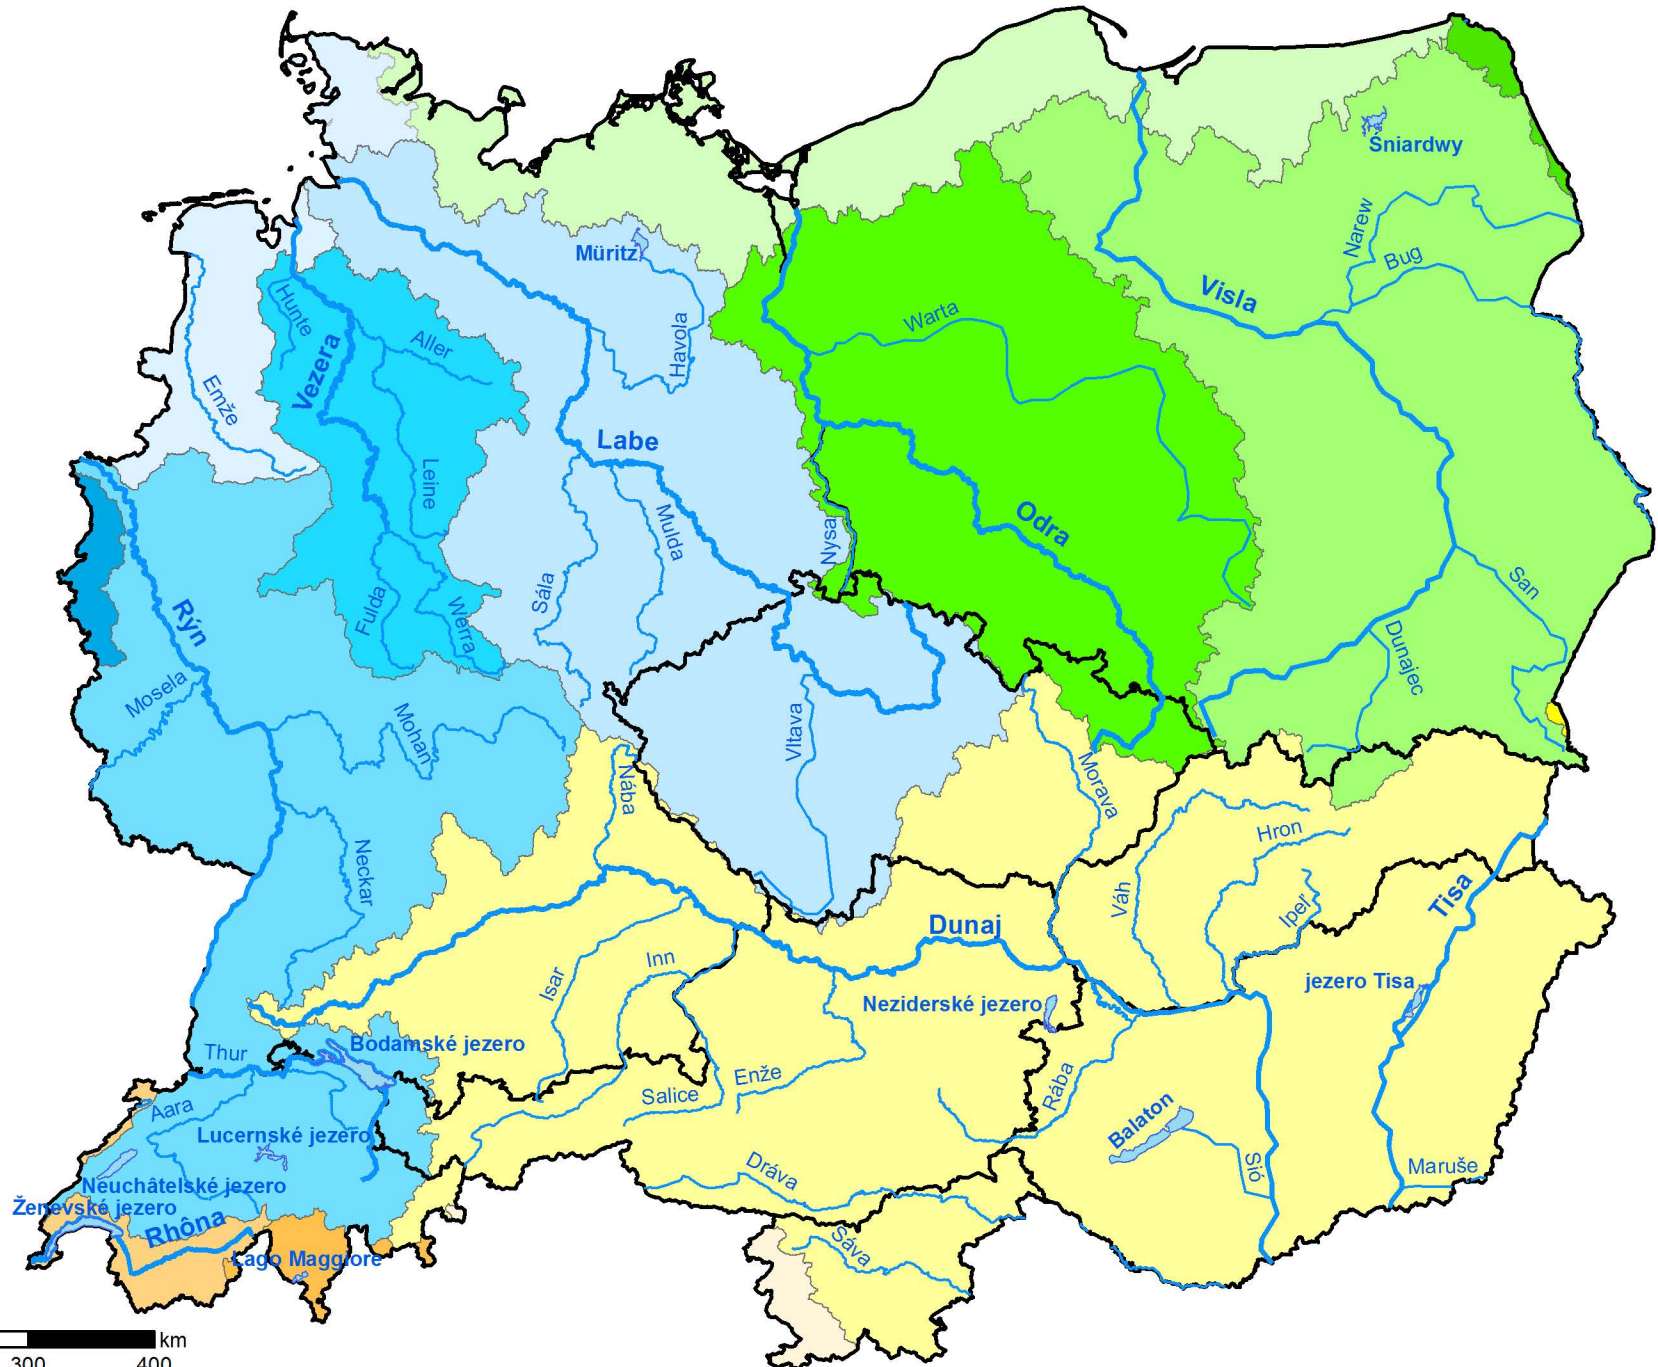 Śniardwy
Narew
Bug
Müritz
Visla
Hunte
Havola
Warta
Vezera
Aller
Emže
Labe
Leine
Odra
Mulda
Nysa
Sála
San
Rýn
Fulda
Werra
Dunajec
Mosela
Mohan
Vltava
Nába
Morava
Hron
Neckar
Váh
Tisa
Ipeľ
Dunaj
Isar
Inn
jezero Tisa
Neziderské jezero
Bodamské jezero
Thur
Enže
Salice
Rába
Aara
Balaton
Lucernské jezero
Sió
Maruše
Dráva
Neuchâtelské jezero
Ženevské jezero
Rhôna
Sáva
Lago Maggiore
km
300 400